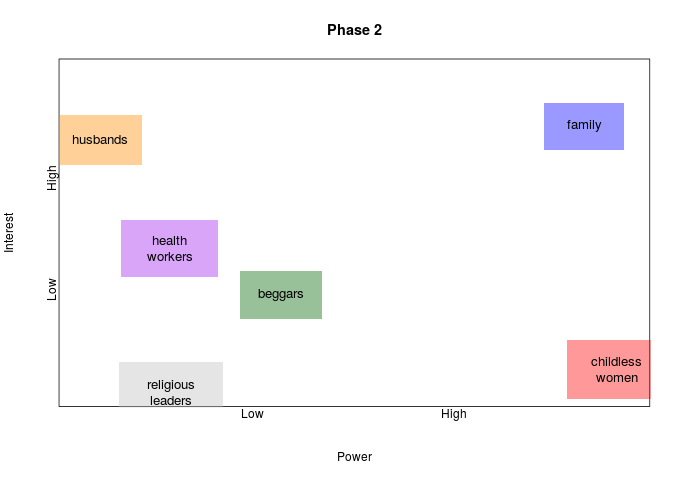 Phase 2
family
husbands
High
Interest
health
workers
Low
beggars
childless
women
religious
leaders
Low
High
Power